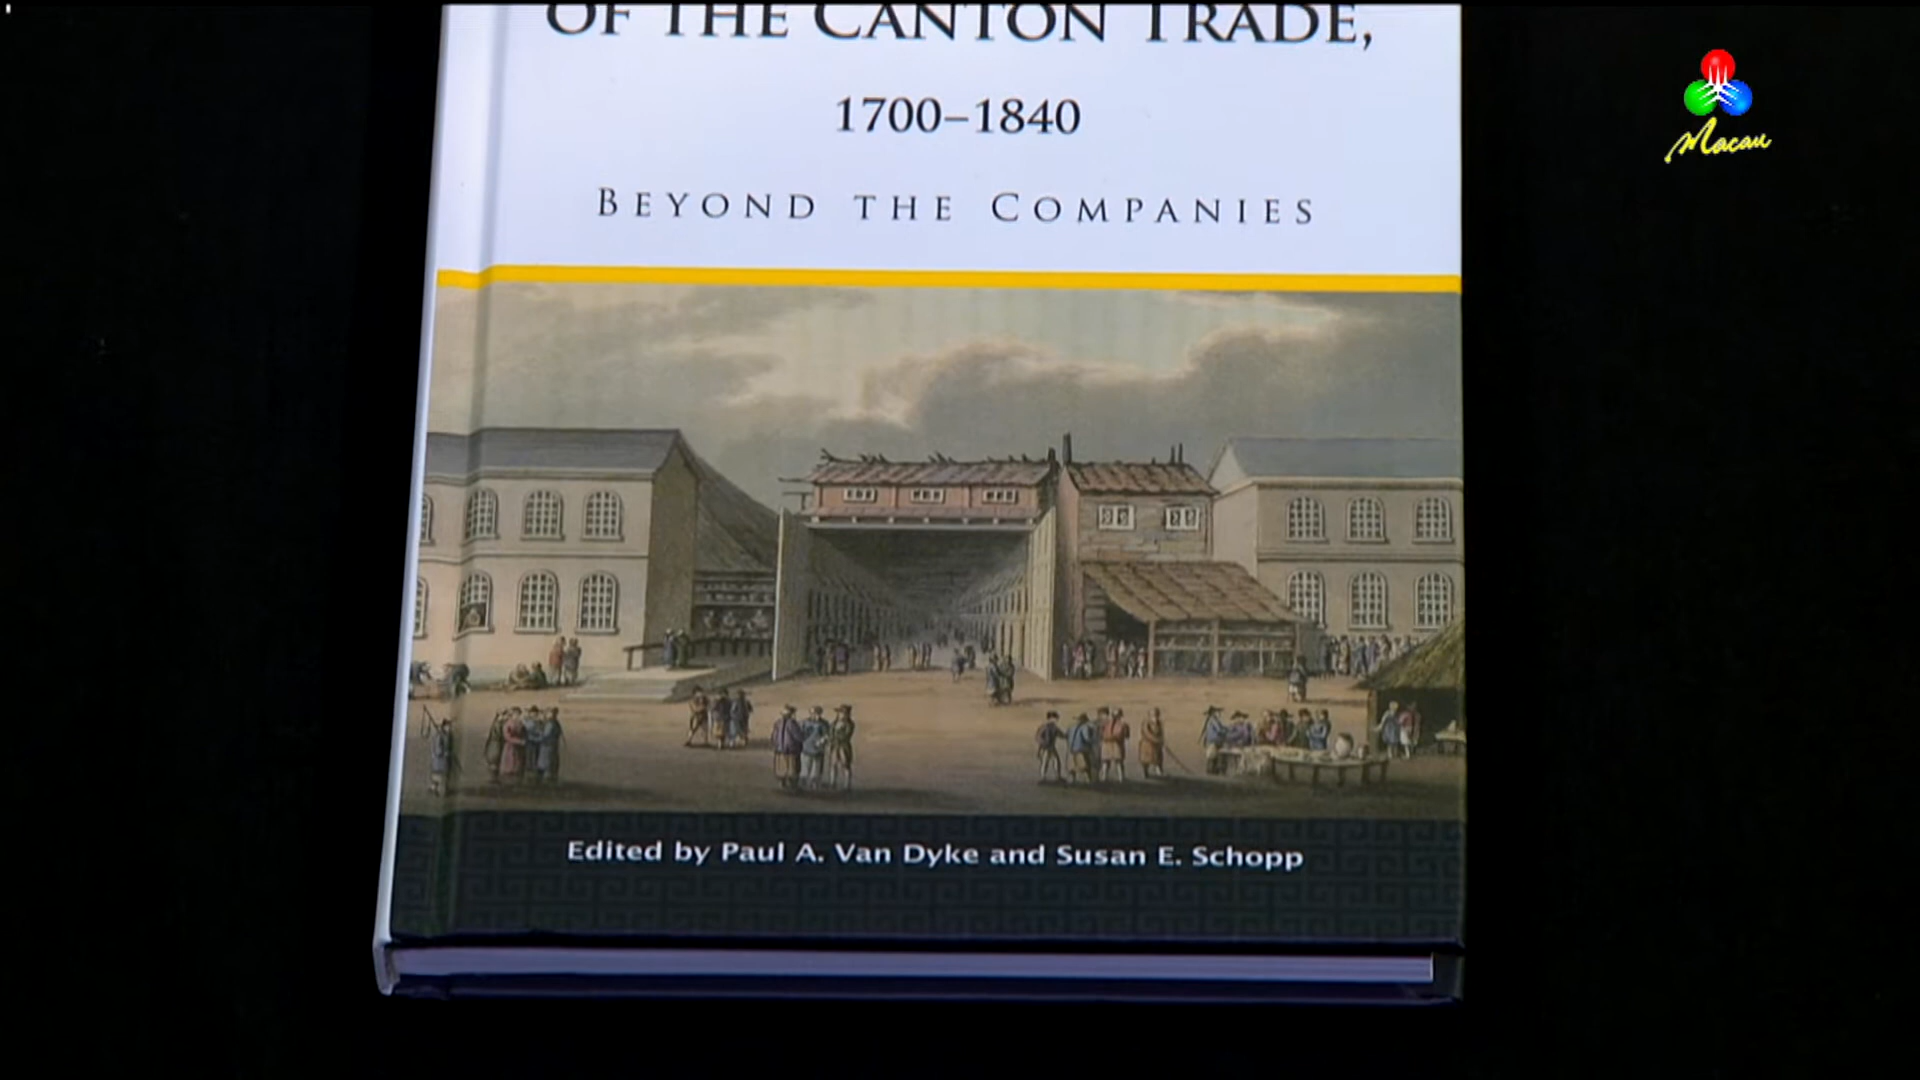 OF THE CANTON TRADE,
1700–1840
BEYOND THE COMPANIES
Edited by Paul A. Van Dyke and Susan E. Schopp
Macau